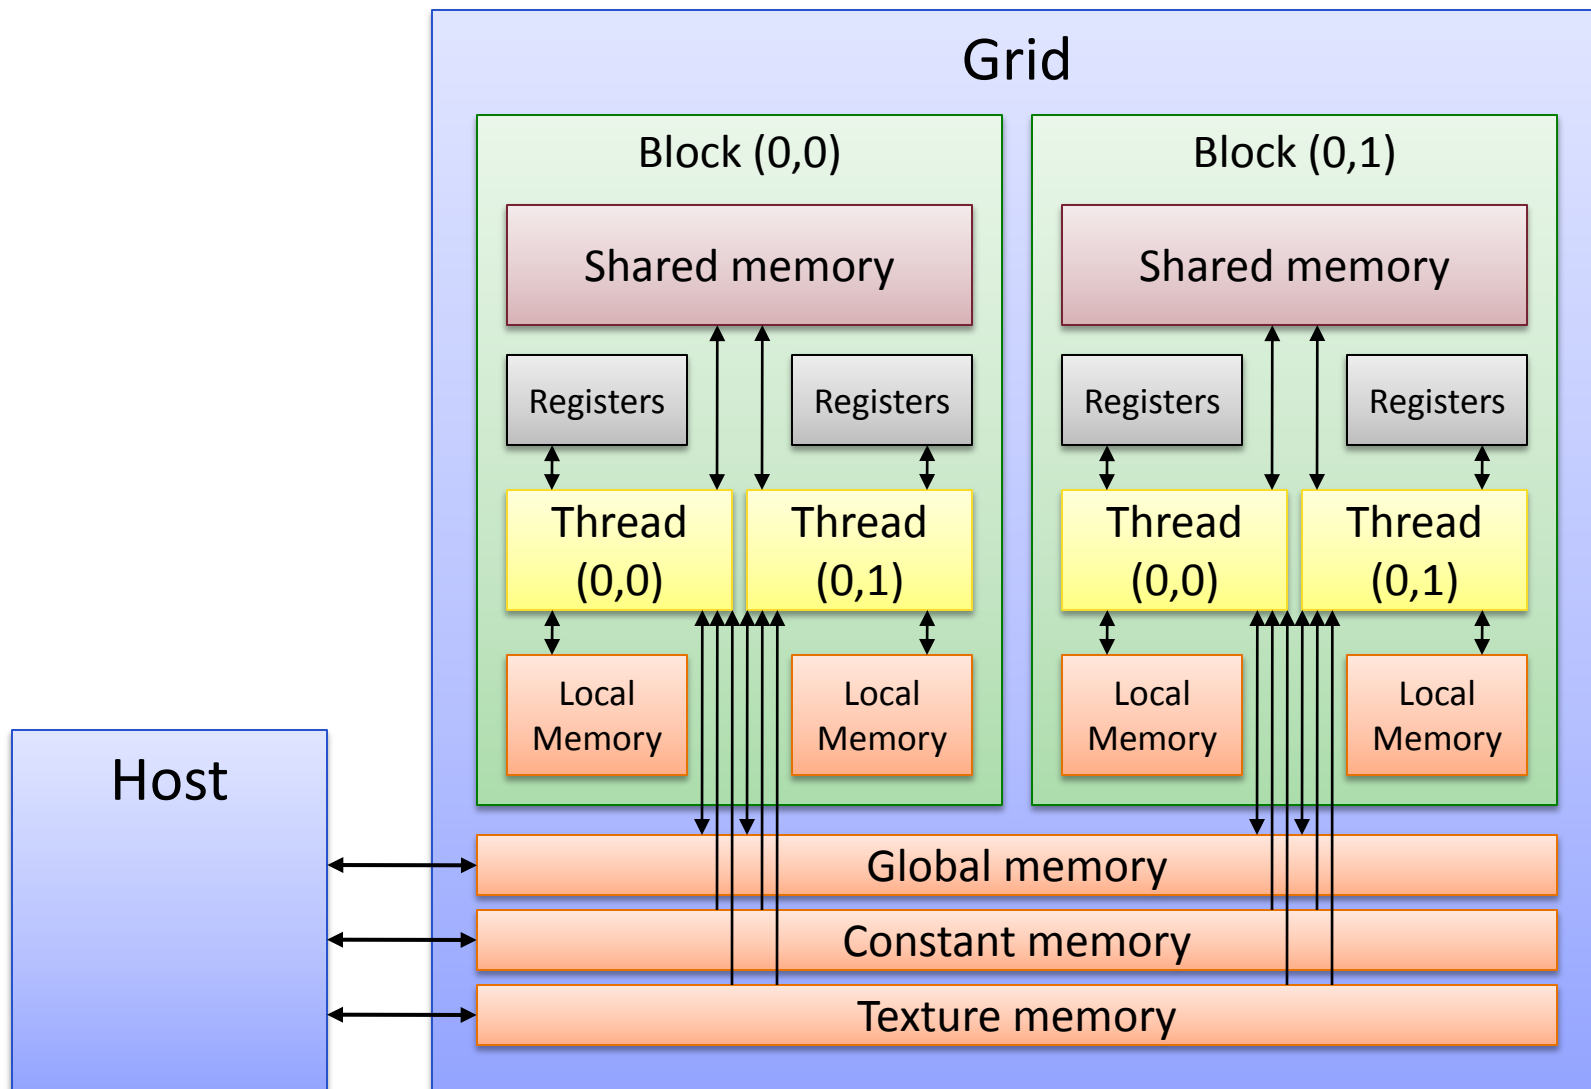 Grid
Block (0,0)
Shared memory
Registers
Registers
Thread
(0,0)
Thread
(0,1)
Local
Memory
Local
Memory
Block (0,1)
Shared memory
Registers
Registers
Thread
(0,0)
Thread
(0,1)
Local
Memory
Local
Memory
Host
Global memory
Constant memory
Texture memory